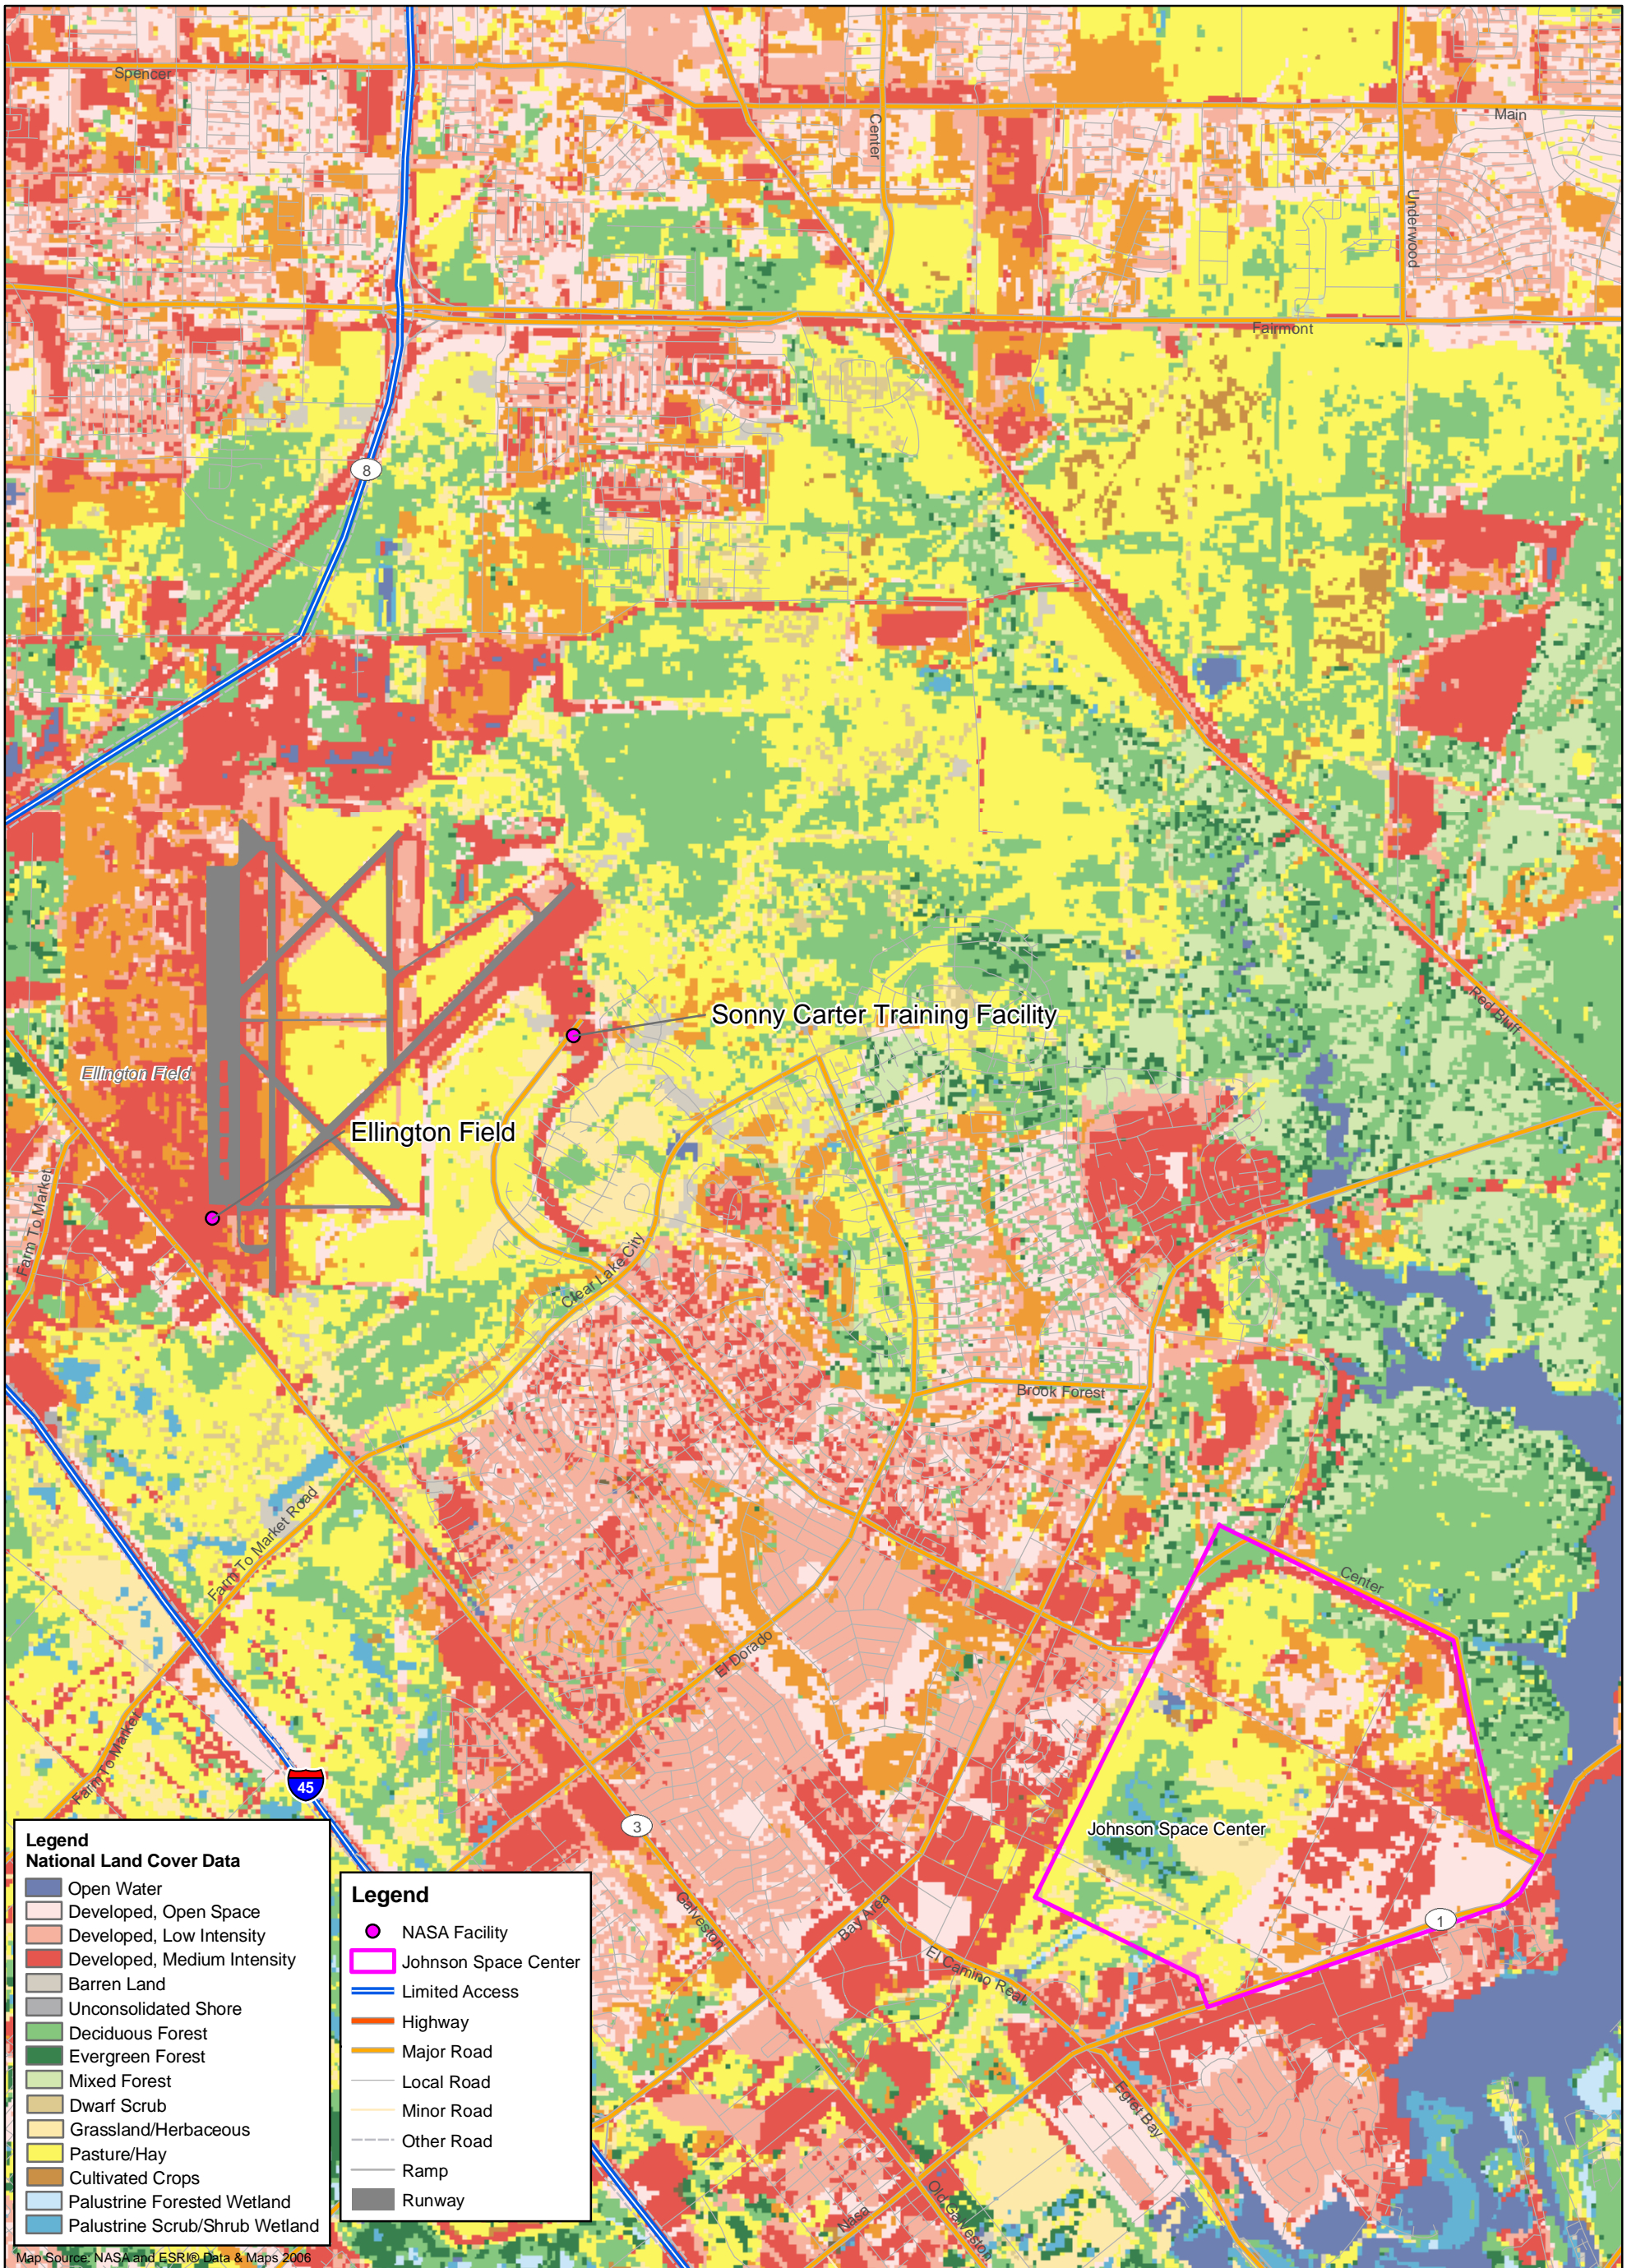 Spencer
Main
Center
Underwood
Fairmont
8
Red Bluff
Sonny Carter Training Facility
Ellington Field
Ellington Field
Farm To Market
Clear Lake City
Brook Forest
Farm To Market Road
Center
El Dorado
Farm To Market
45
3
Johnson Space Center
1
Galveston
Bay Area
El Camino Real
Egret Bay
Nasa
Old Galveston
Legend
National Land Cover Data
Open Water
Developed, Open Space
Developed, Low Intensity
Developed, Medium Intensity
Barren Land
Unconsolidated Shore
Deciduous Forest
Evergreen Forest
Mixed Forest
Dwarf Scrub
Grassland/Herbaceous
Pasture/Hay
Cultivated Crops
Palustrine Forested Wetland
Palustrine Scrub/Shrub Wetland
Legend
NASA Facility
Johnson Space Center
Limited Access
Highway
Major Road
Local Road
Minor Road
Other Road
Ramp
Runway
Map Source: NASA and ESRI® Data & Maps 2006